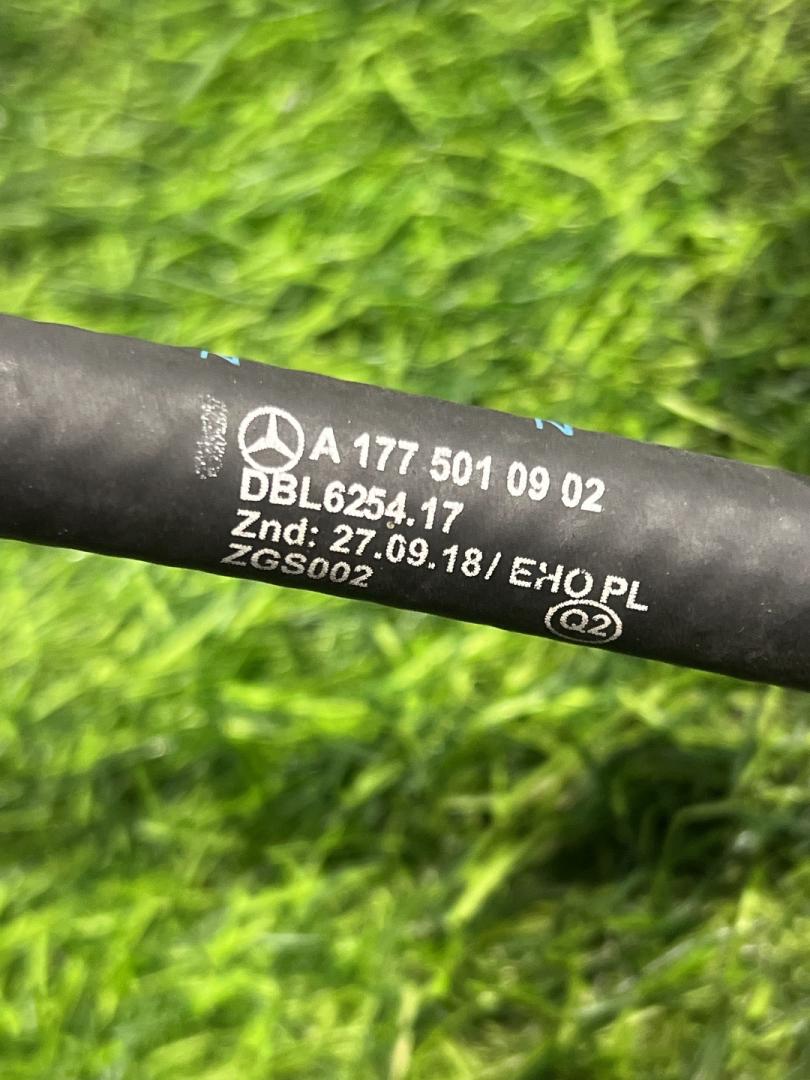 A 177 501 09 02
DBL6254.17
Znd: 27.09.18/ EHO PL
ZGS002
Q2